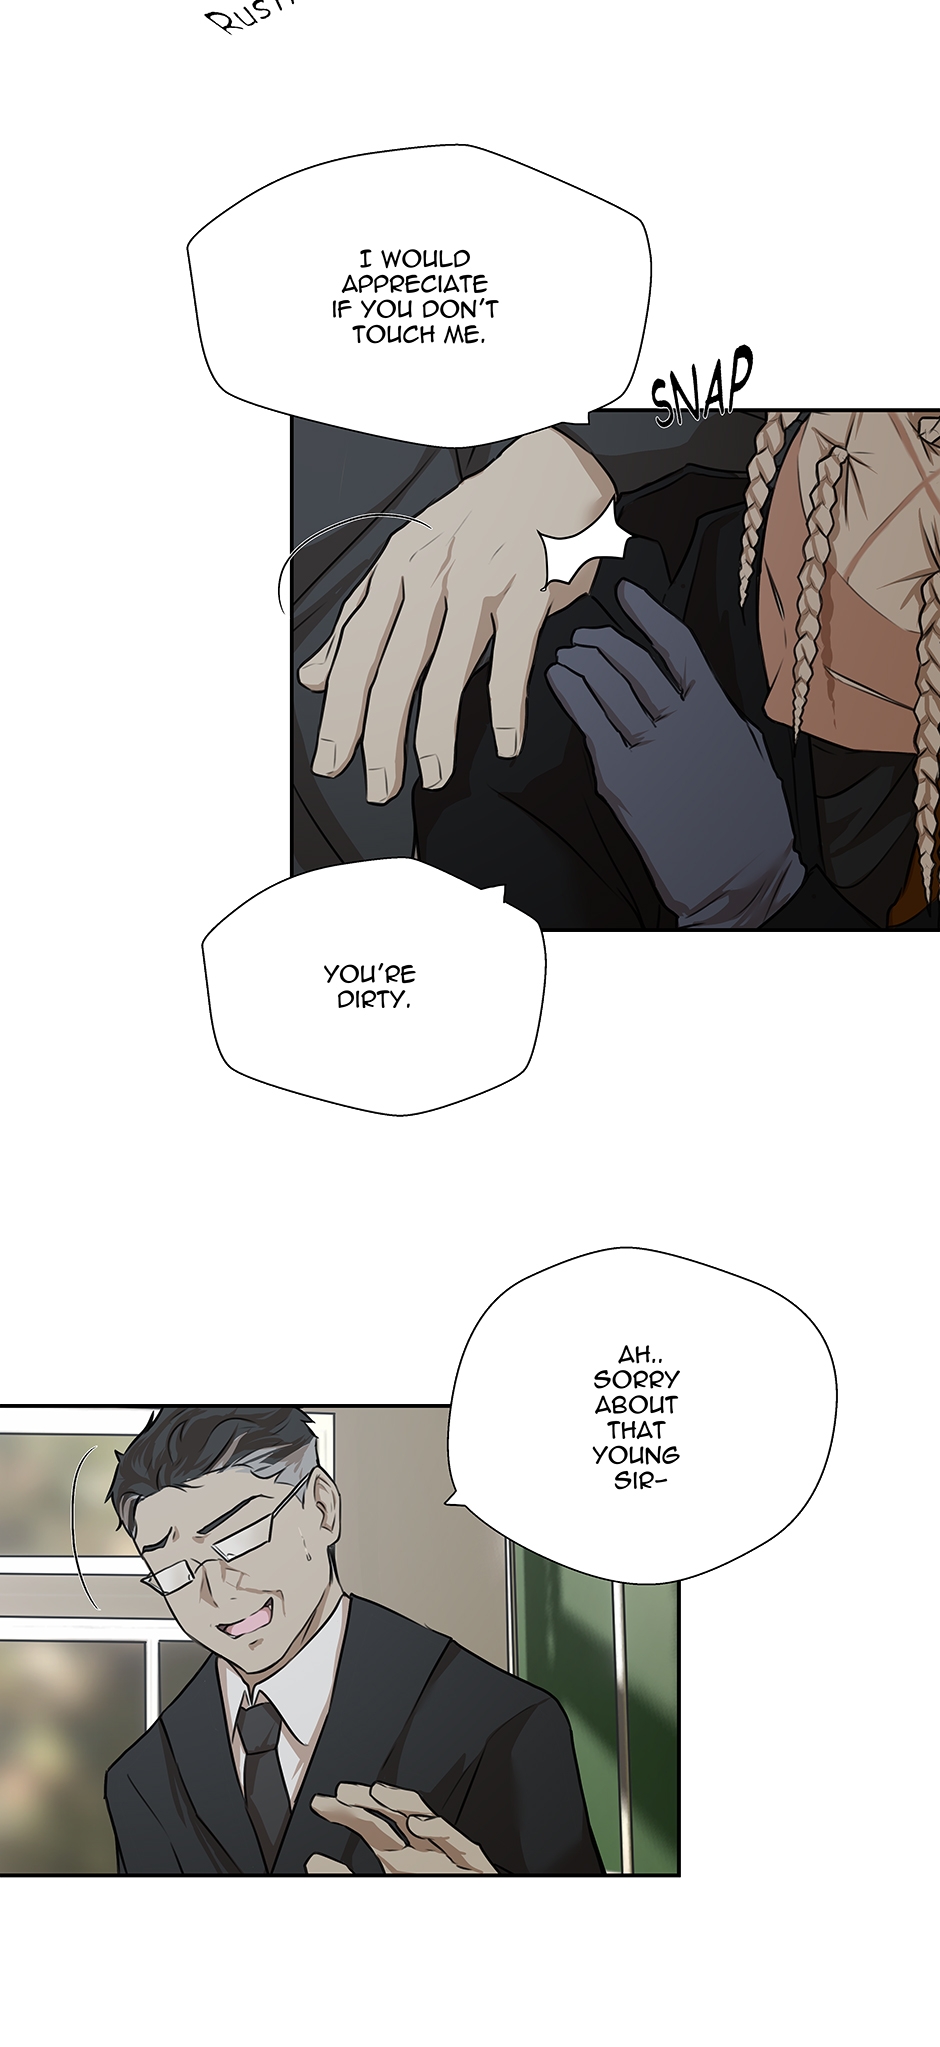 I WOULD
APPRECIATE
IF YOU DON'T
TOUCH ME.
SNAP
YOU'RE
DIRTY.
AH..
SORRY
ABOUT
THAT
YOUNG
SIR-